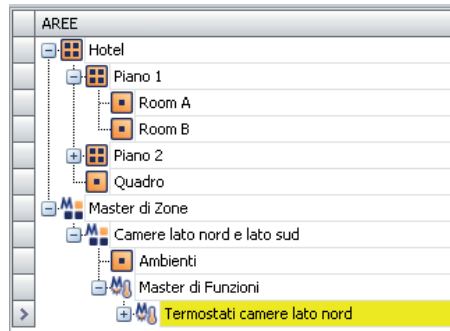 AREE
Hotel
Piano 1
Room A
Room B
Piano 2
Quadro
Master di Zone
Camere lato nord e lato sud
Ambienti
Master di Funzioni
Termostati camere lato nord